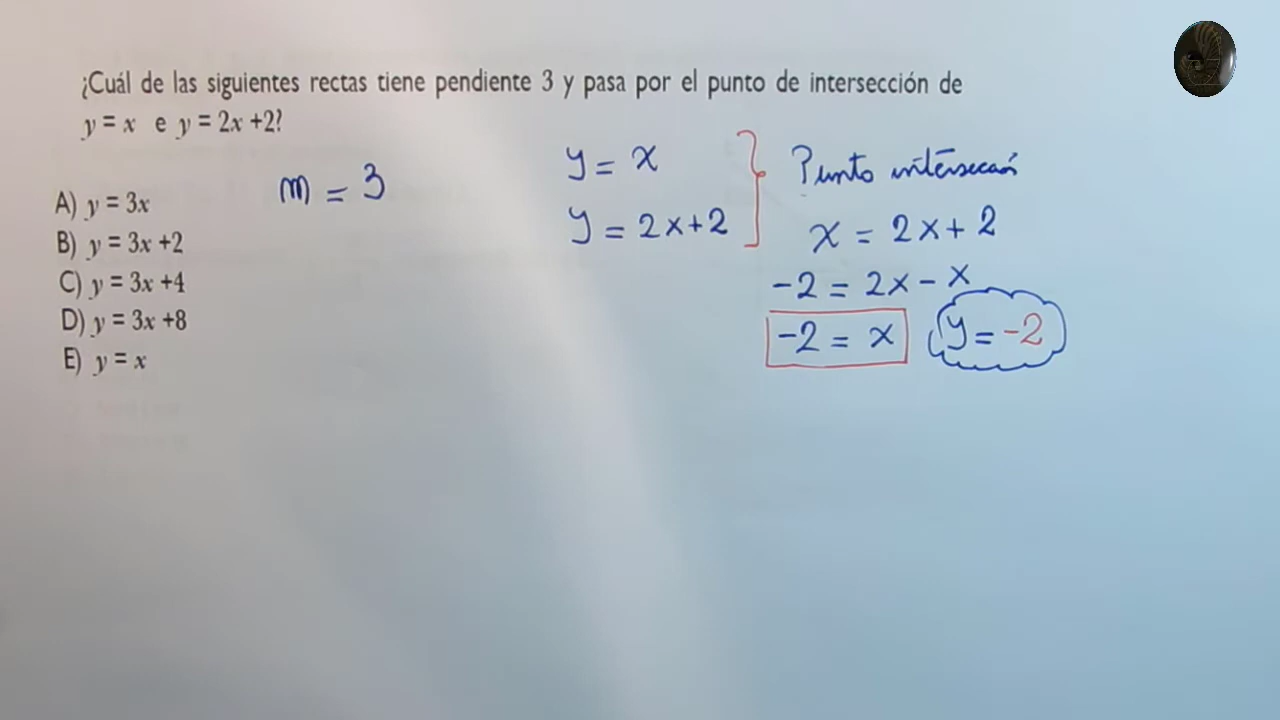 ¿Cuál de las siguientes rectas tiene pendiente 3 y pasa por el punto de intersección de
y = x e y = 2x +2?
A) y = 3x
B) y = 3x +2
C) y = 3x +4
D) y = 3x +8
E) y = x
m = 3
y = x
y = 2x+2
Punto intersección
x = 2x + 2
-2 = 2x - x
-2 = x
y = -2